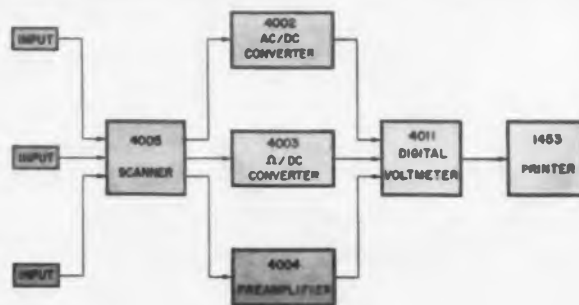 INPUT
INPUT
INPUT
4005
SCANNER
4002
AC/DC
CONVERTER
4003
Ω/DC
CONVERTER
4004
PREAMPLIFIER
4011
DIGITAL
VOLTMETER
1453
PRINTER